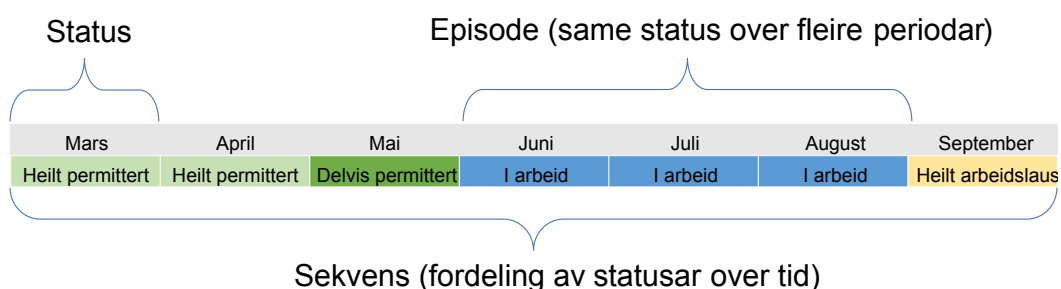 Status
Episode (same status over fleire periodar)
Mars April Mai Juni Juli August September
Heilt permittert Heilt permittert Delvis permittert I arbeid I arbeid I arbeid Heilt arbeidslaus
Sekvens (fordeling av statusar over tid)